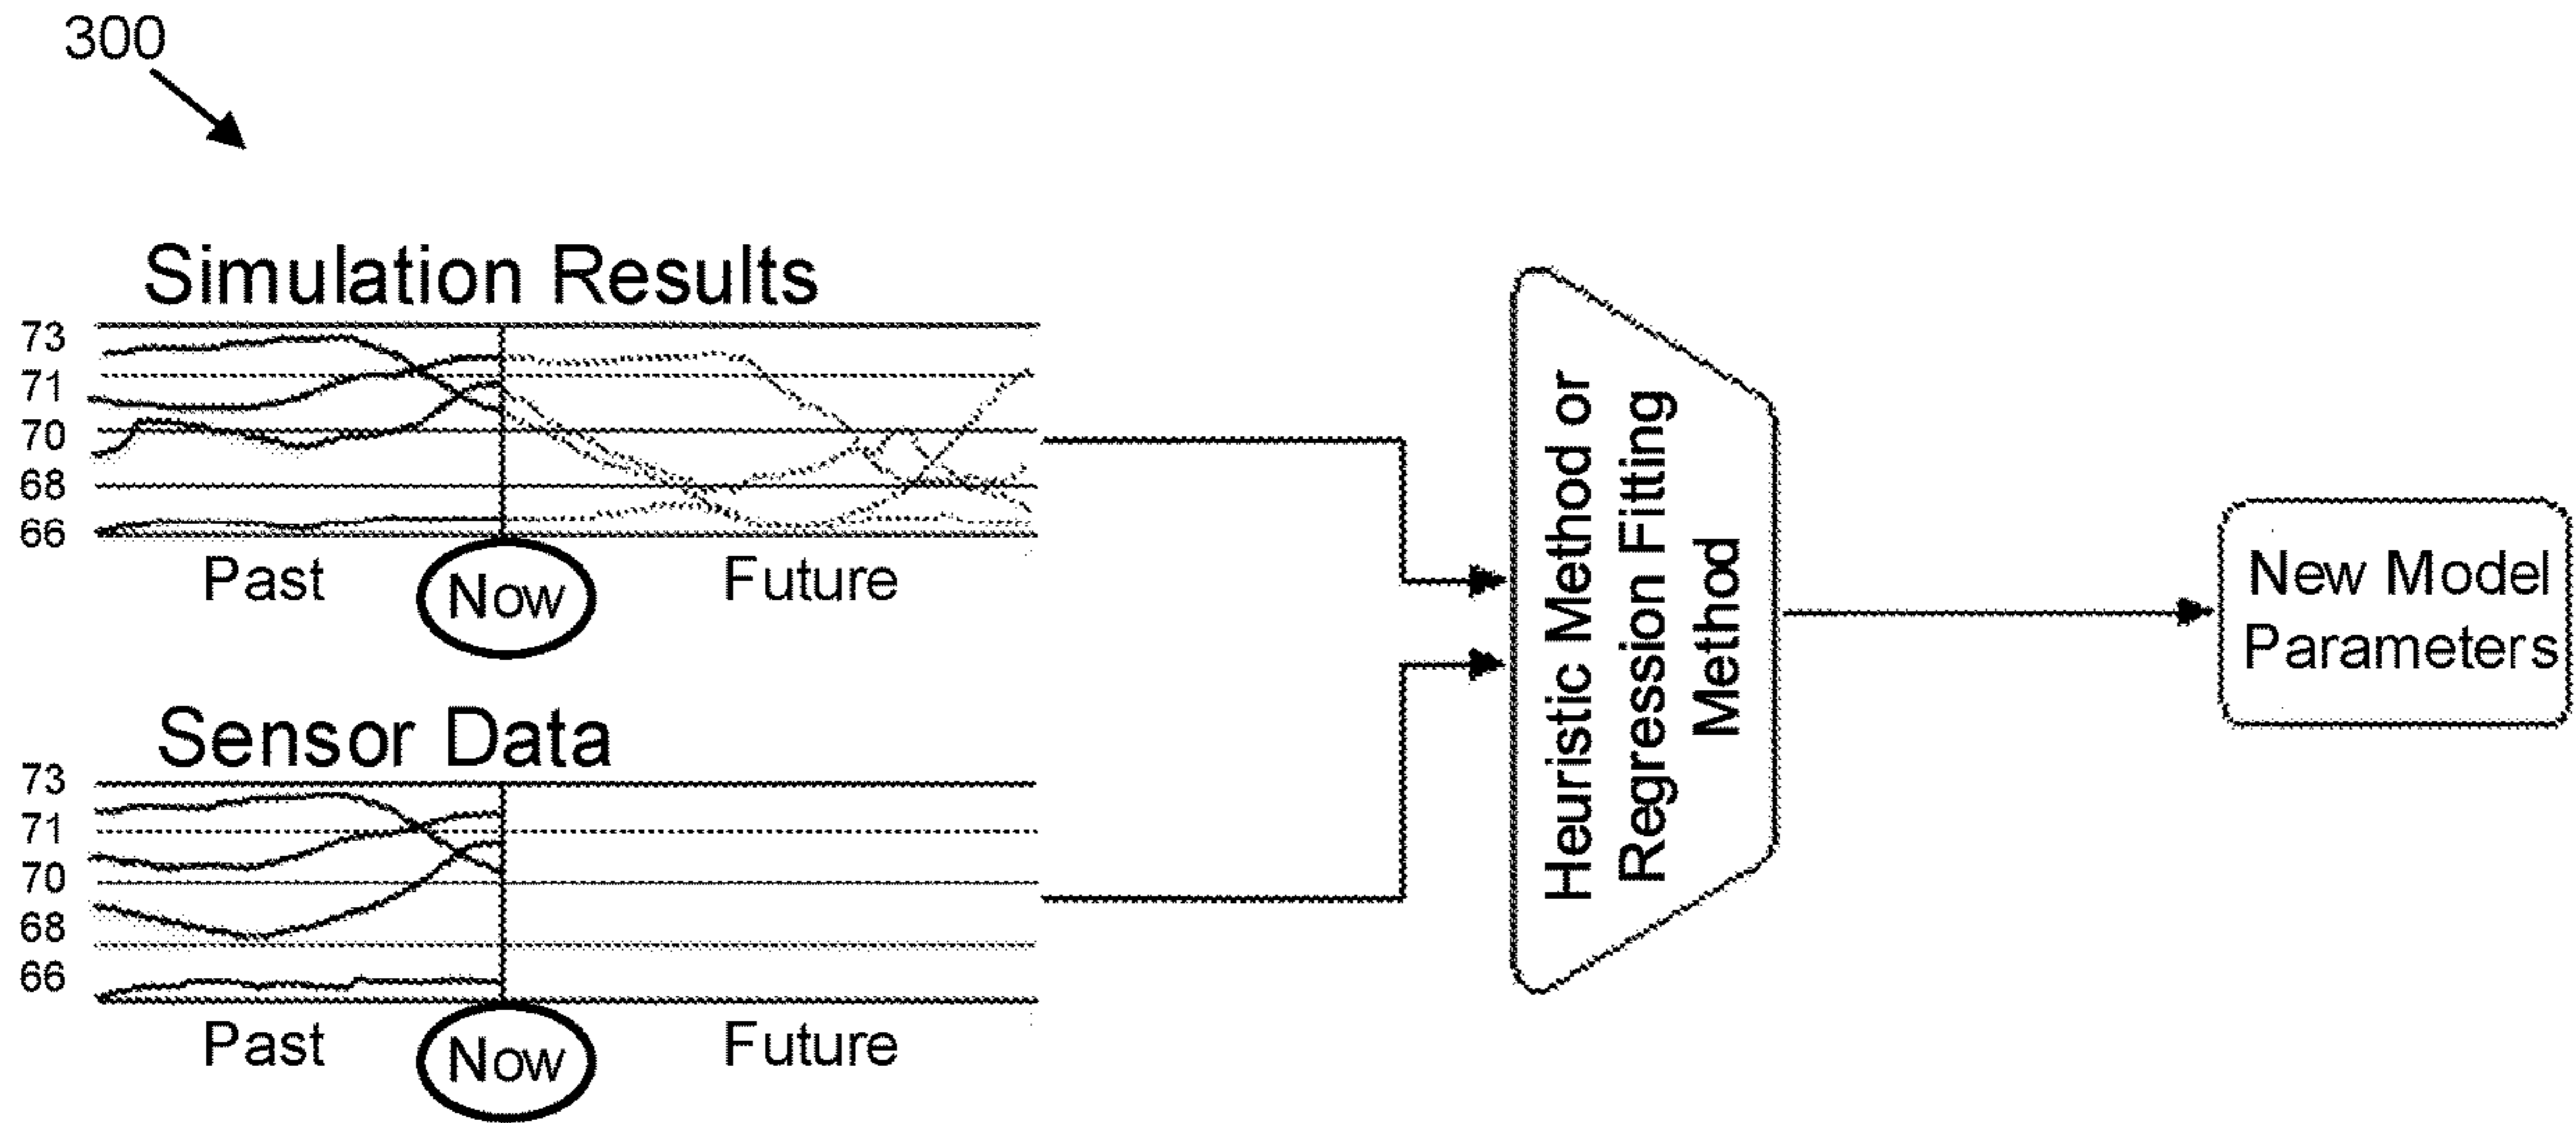 300
Simulation Results
73
71
70
68
66
Past
Now
Future
Sensor Data
73
71
70
68
66
Past
Now
Future
Heuristic Method or
Regression Fitting
Method
New Model
Parameters